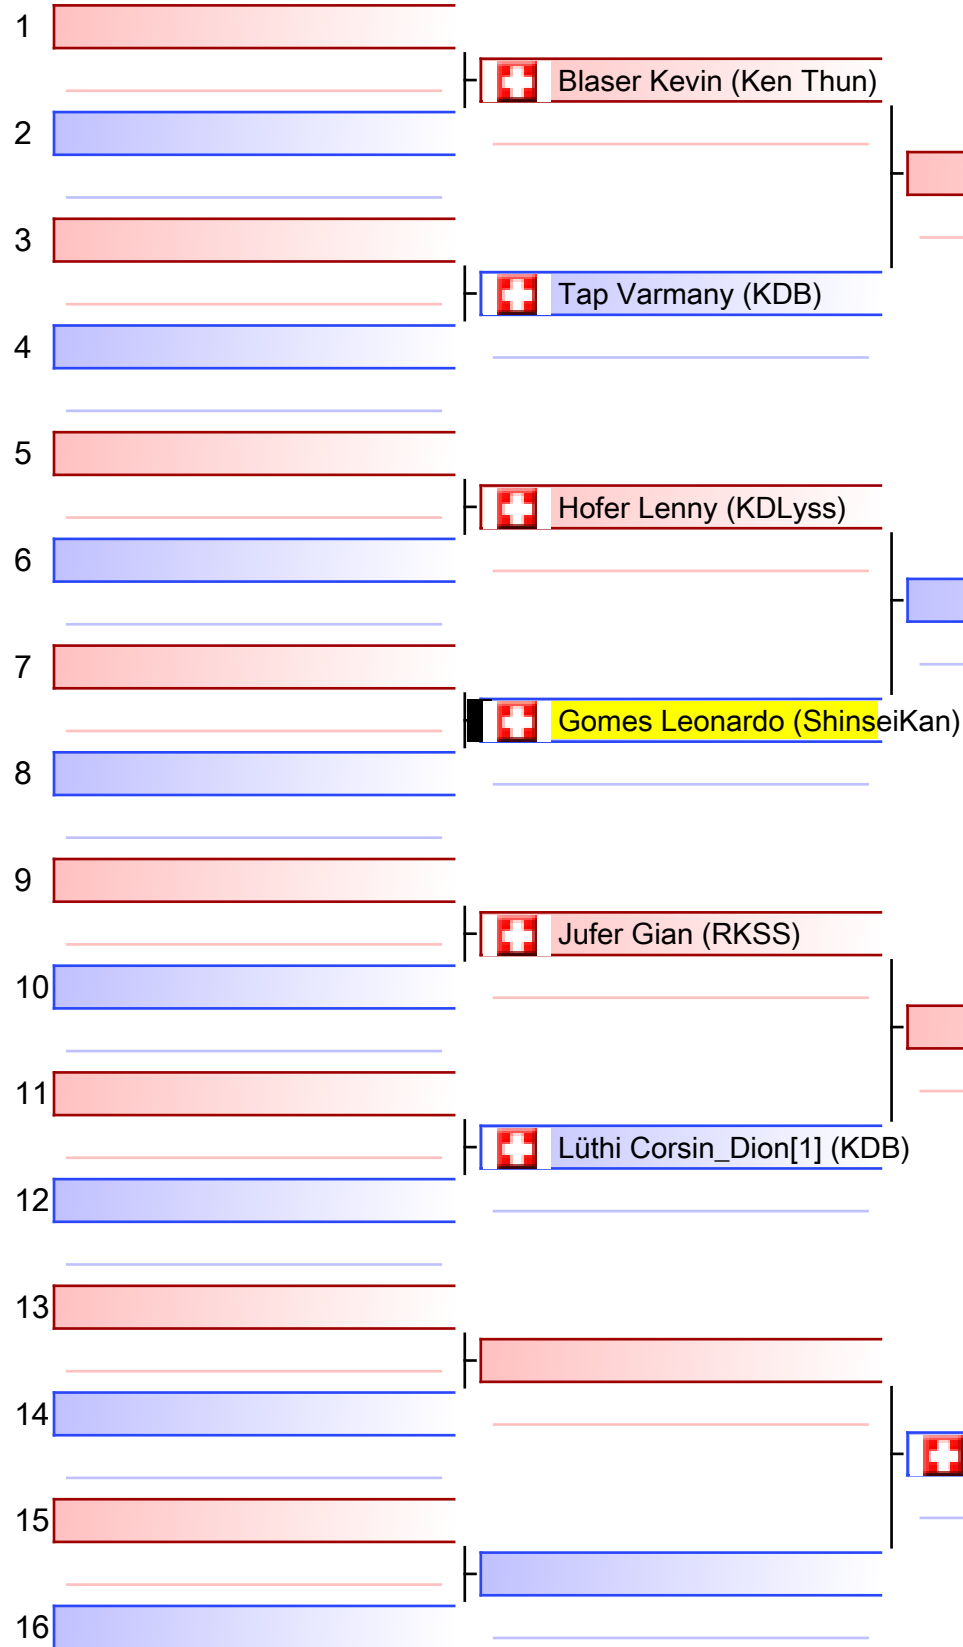 1
Blaser Kevin (Ken Thun)
2
3
Tap Varmany (KDB)
4
5
Hofer Lenny (KDLyss)
6
7
Gomes Leonardo (ShinseiKan)
8
9
Jufer Gian (RKSS)
10
11
Lüthi Corsin_Dion[1] (KDB)
12
13
14
15
16